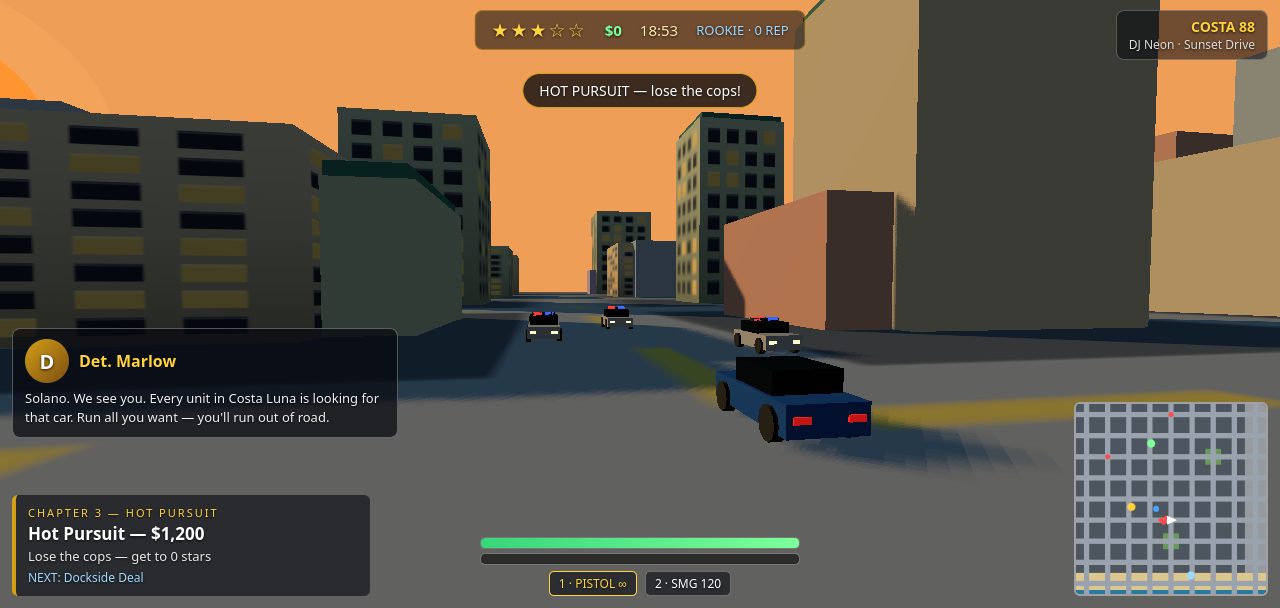 ★★★☆☆ $0 18:53 ROOKIE · 0 REP
COSTA 88
DJ Neon · Sunset Drive
HOT PURSUIT — lose the cops!
D
Det. Marlow
Solano. We see you. Every unit in Costa Luna is looking for
that car. Run all you want — you'll run out of road.
CHAPTER 3 — HOT PURSUIT
Hot Pursuit — $1,200
Lose the cops — get to 0 stars
NEXT: Dockside Deal
1 · PISTOL ∞
2 · SMG 120